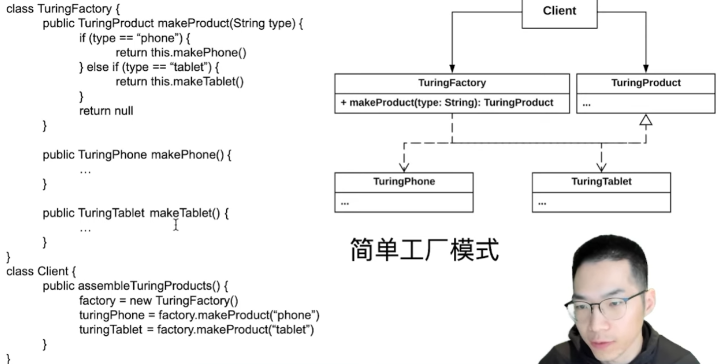 class TuringFactory {
public TuringProduct makeProduct(String type) {
if (type == “phone”) {
return this.makePhone()
} else if (type == “tablet”) {
return this.makeTablet()
}
return null
}
public TuringPhone makePhone() {
...
}
public TuringTablet makeTablet() {
...
}
}
class Client {
public assembleTuringProducts() {
factory = new TuringFactory()
turingPhone = factory.makeProduct(“phone”)
turingTablet = factory.makeProduct(“tablet”)
}
}
Client
TuringFactory
+ makeProduct(type: String): TuringProduct
TuringProduct
...
TuringPhone
...
TuringTablet
...
简单工厂模式